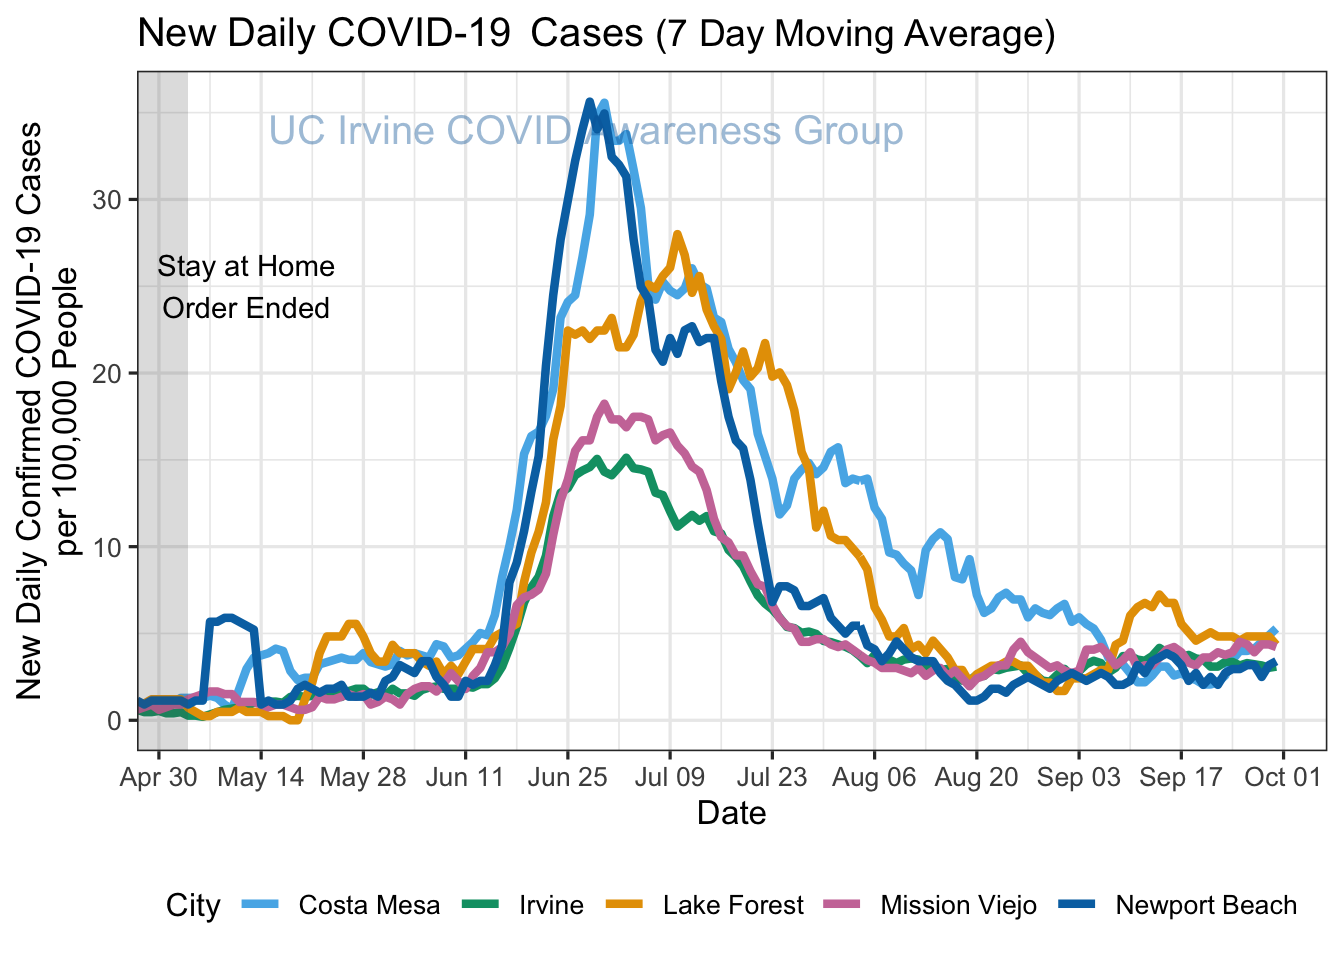 New Daily COVID-19  Cases (7 Day Moving Average)
UC Irvine COVID Awareness Group
Stay at Home
Order Ended
New Daily Confirmed COVID-19 Cases
per 100,000 People
30
20
10
0
Apr 30 May 14 May 28 Jun 11 Jun 25 Jul 09 Jul 23 Aug 06 Aug 20 Sep 03 Sep 17 Oct 01
Date
City Costa Mesa Irvine Lake Forest Mission Viejo Newport Beach